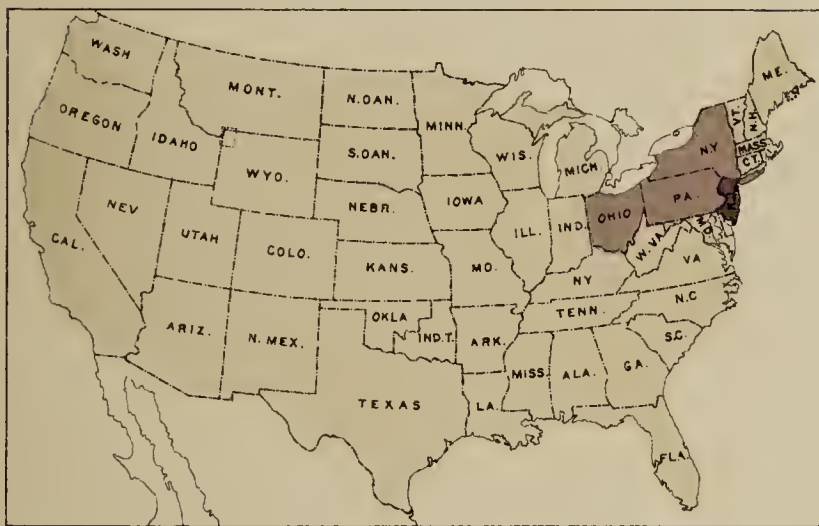 WASH
OREGON
IDAHO
MONT.
N.DAN.
S.DAN.
WYO.
NEBR.
NEV
UTAH
COLO.
KANS.
CAL.
ARIZ.
N. MEX.
OKLA
IND.T.
TEXAS
MINN.
IOWA
MO.
ARK.
LA.
WIS.
ILL.
MICH.
IND.
OHIO
NY
TENN.
MISS.
ALA.
GA.
FLA.
S.C.
N.C
VA
W.VA.
MD.
PA.
N.J.
NY
CT.
MASS
VT.
N.H.
ME.